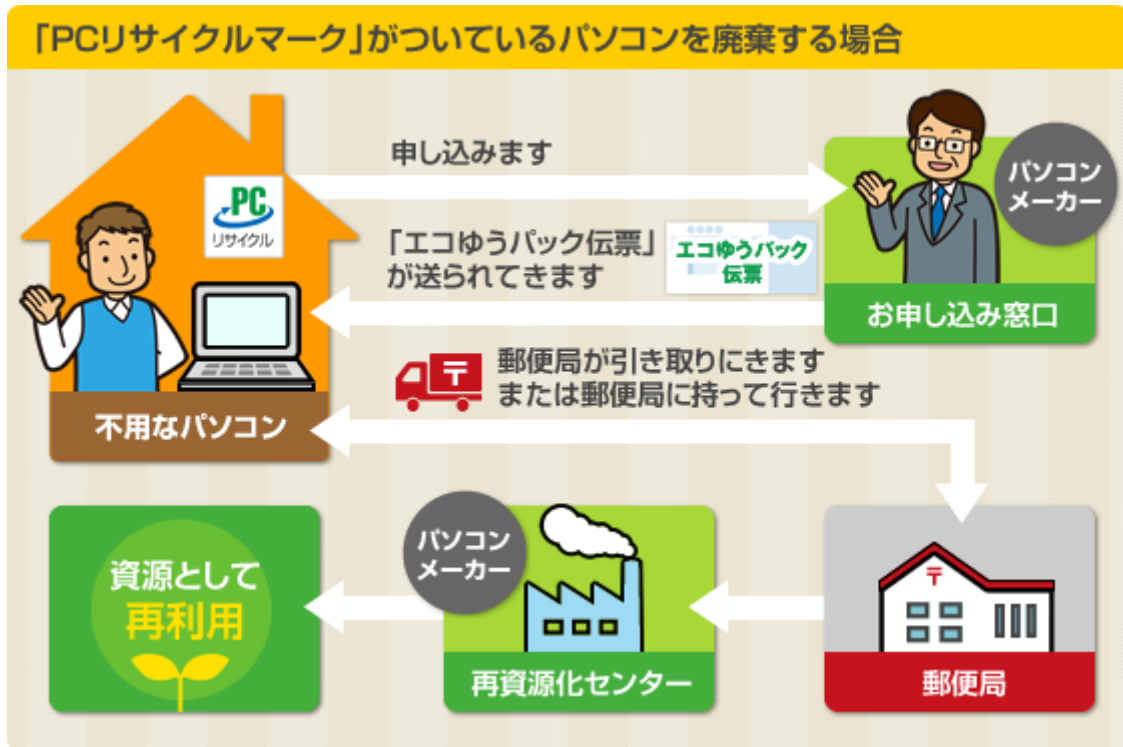 「PCリサイクルマーク」がついているパソコンを廃棄する場合
申し込みます
パソコン
メーカー
PC
リサイクル
「エコゆうパック伝票」
が送られてきます
エコゆうパック
伝票
お申し込み窓口
郵便局が引き取りにきます
または郵便局に持って行きます
〒
不用なパソコン
資源として
再利用
パソコン
メーカー
再資源化センター
〒
郵便局